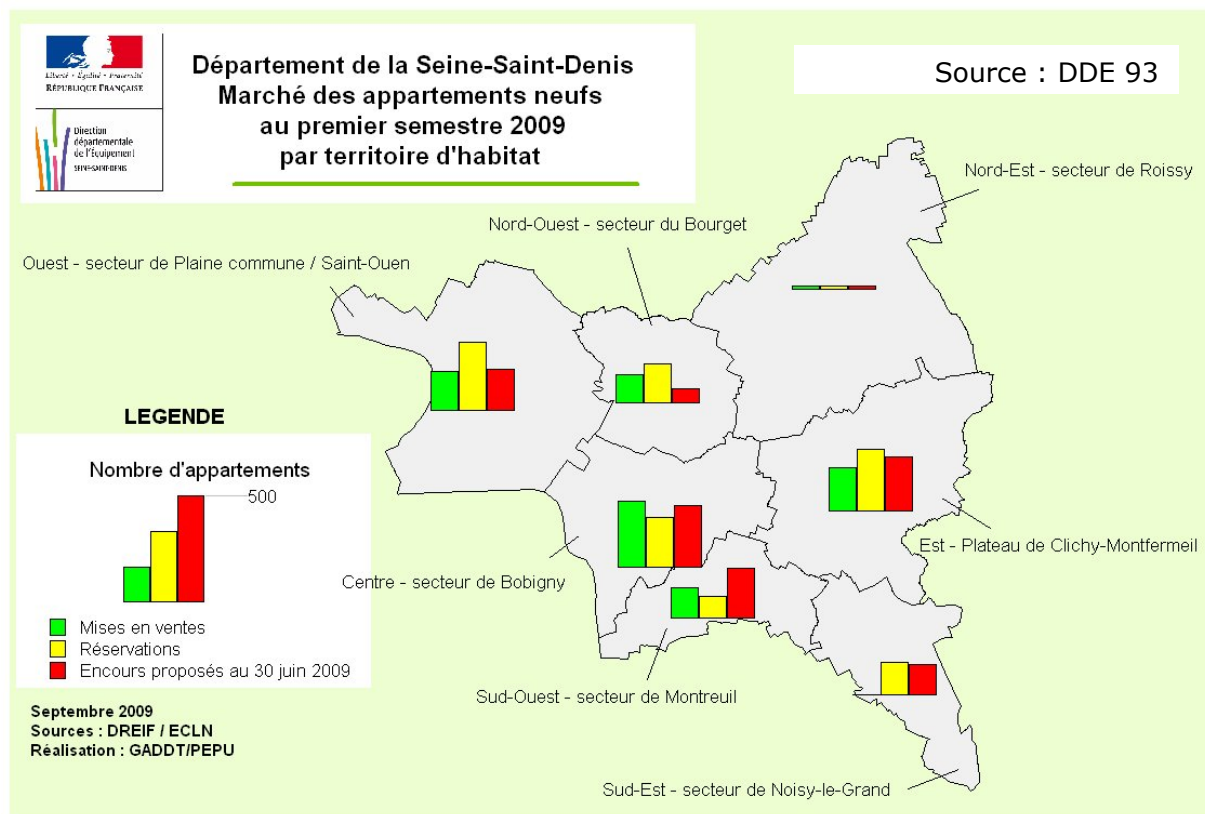 Liberté • Égalité • Fraternité
RÉPUBLIQUE FRANÇAISE
Direction
départementale
de l'Équipement
SEINE-SAINT-DENIS
Département de la Seine-Saint-Denis
Marché des appartements neufs
au premier semestre 2009
par territoire d'habitat
Source : DDE 93
Nord-Est - secteur de Roissy
Nord-Ouest - secteur du Bourget
Ouest - secteur de Plaine commune / Saint-Ouen
LEGENDE
Nombre d'appartements
500
Mises en ventes
Réservations
Encours proposés au 30 juin 2009
Est - Plateau de Clichy-Montfermeil
Centre - secteur de Bobigny
Sud-Ouest - secteur de Montreuil
Sud-Est - secteur de Noisy-le-Grand
Septembre 2009
Sources : DREIF / ECLN
Réalisation : GADDT/PEPU